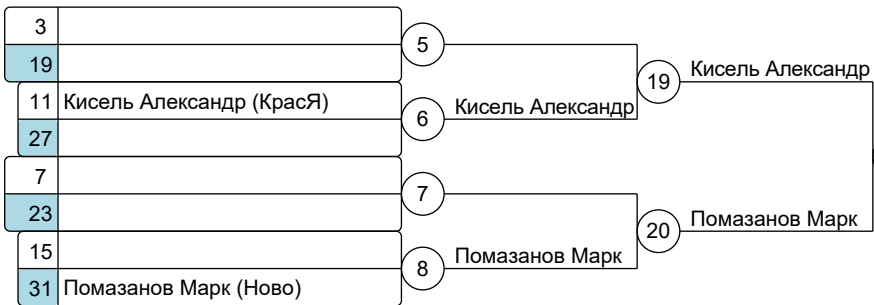 3
5
19
19 Кисель Александр
11 Кисель Александр (КрасЯ)
6 Кисель Александр
27
7
7
23
20 Помазанов Марк
15
8 Помазанов Марк
31 Помазанов Марк (Ново)